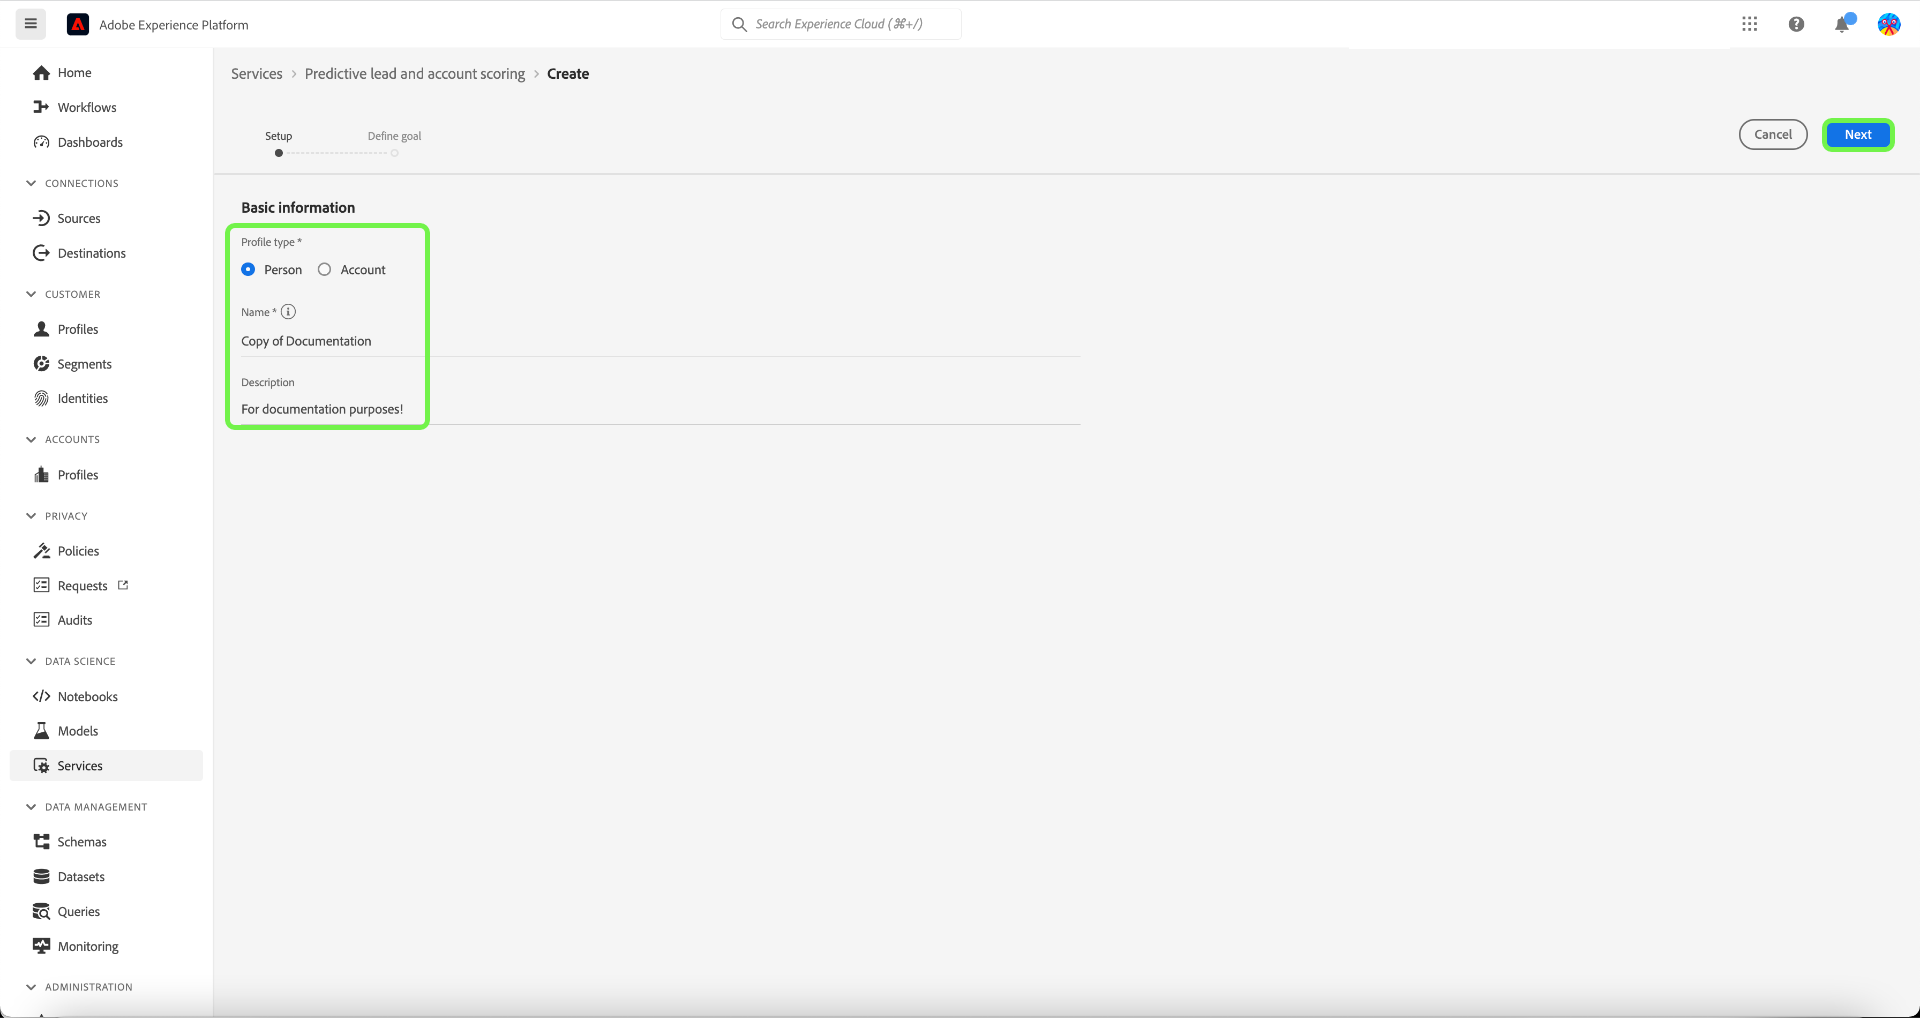 Adobe Experience Platform
Search Experience Cloud (⌘+/)
Home
Workflows
Dashboards
CONNECTIONS
Sources
Destinations
CUSTOMER
Profiles
Segments
Identities
ACCOUNTS
Profiles
PRIVACY
Policies
Requests
Audits
DATA SCIENCE
Notebooks
Models
Services
DATA MANAGEMENT
Schemas
Datasets
Queries
Monitoring
ADMINISTRATION
Services > Predictive lead and account scoring > Create
Setup Define goal
Cancel Next
Basic information
Profile type *
Person Account
Name *
Copy of Documentation
Description
For documentation purposes!